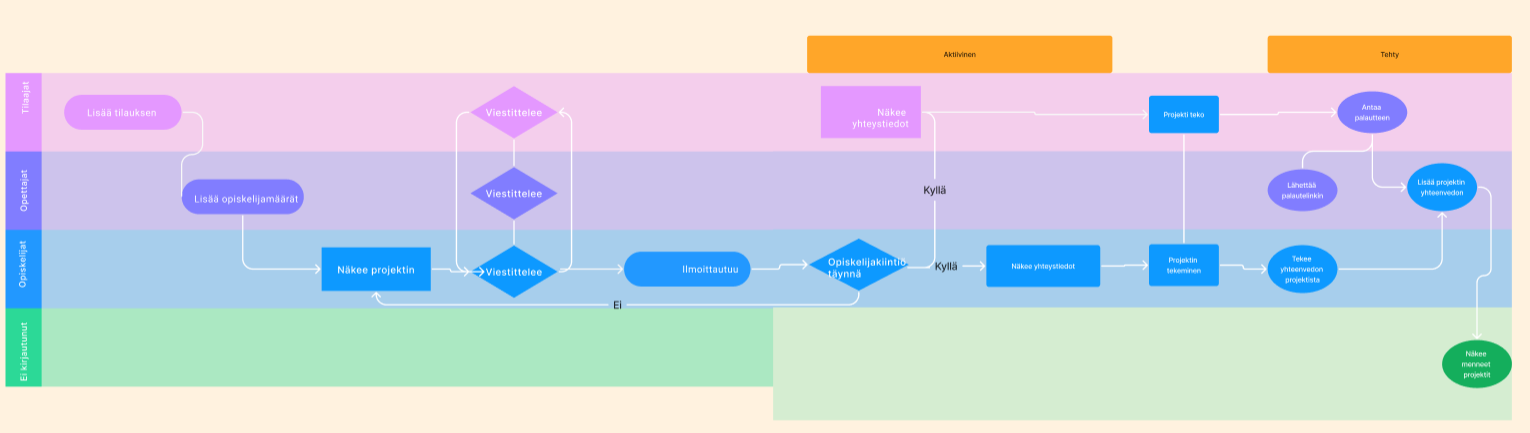 Aktiivinen
Tehty
Tilaajat
Lisää tilauksen
Viestittelee
Näkee
yhteystiedot
Projekti teko
Antaa
palautteen
Opettajat
Lisää opiskelijamäärät
Viestittelee
Kyllä
Lähettää
palautelinkin
Lisää projektin
yhteenvedon
Opiskelijat
Näkee projektin
Viestittelee
Ilmoittautuu
Opiskelijakiintiö
täynnä
Kyllä
Näkee yhteystiedot
Projektin
tekeminen
Tekee
yhteenvedon
projektista
Ei
Ei kirjautunut
Näkee
menneet
projektit